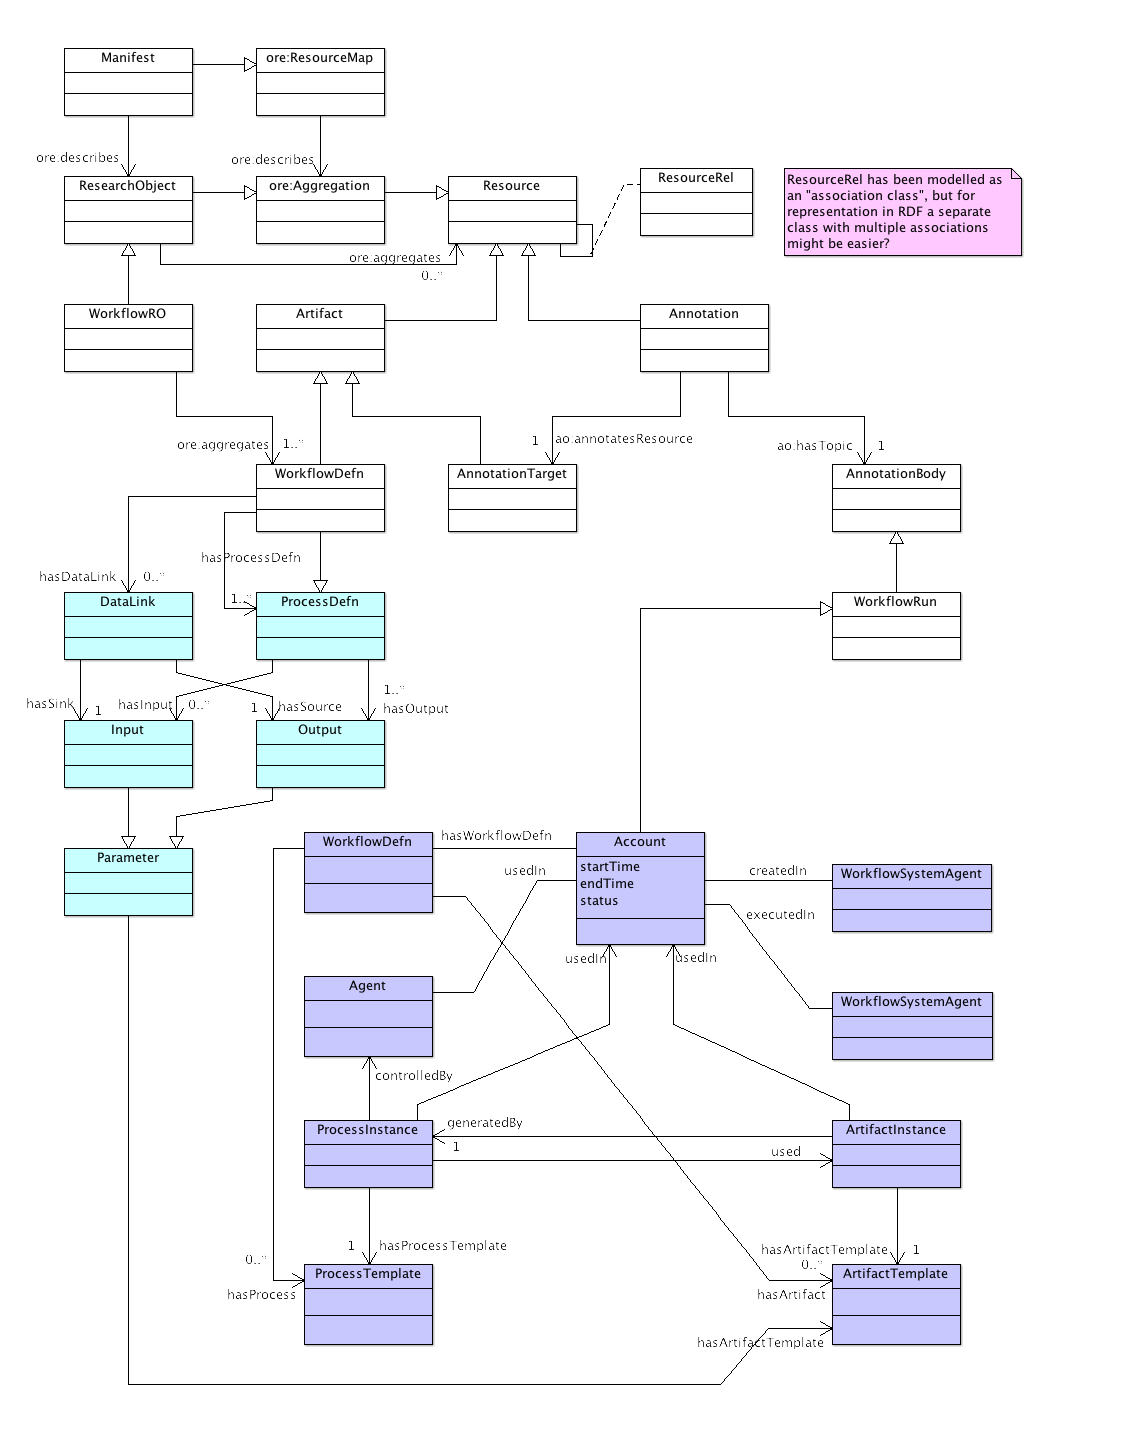 Manifest
ore:ResourceMap
ore:describes
ore:describes
ResearchObject
ore:Aggregation
Resource
ResourceRel
ResourceRel has been modelled as
an "association class", but for
representation in RDF a separate
class with multiple associations
might be easier?
ore:aggregates
0..*
WorkflowRO
Artifact
Annotation
ore:aggregates
1..*
1
ao:annotatesResource
ao:hasTopic
1
WorkflowDefn
AnnotationTarget
AnnotationBody
hasProcessDefn
hasDataLink
0..*
1..*
DataLink
ProcessDefn
WorkflowRun
hasSink
1
hasInput
0..*
1
hasSource
1..*
hasOutput
Input
Output
Parameter
WorkflowDefn
hasWorkflowDefn
Account
startTime
endTime
status
usedIn
createdIn
WorkflowSystemAgent
executedIn
usedIn
usedIn
Agent
WorkflowSystemAgent
controlledBy
ProcessInstance
generatedBy
1
used
ArtifactInstance
0..*
1
hasProcessTemplate
hasArtifactTemplate
1
0..*
hasProcess
ProcessTemplate
hasArtifact
ArtifactTemplate
hasArtifactTemplate